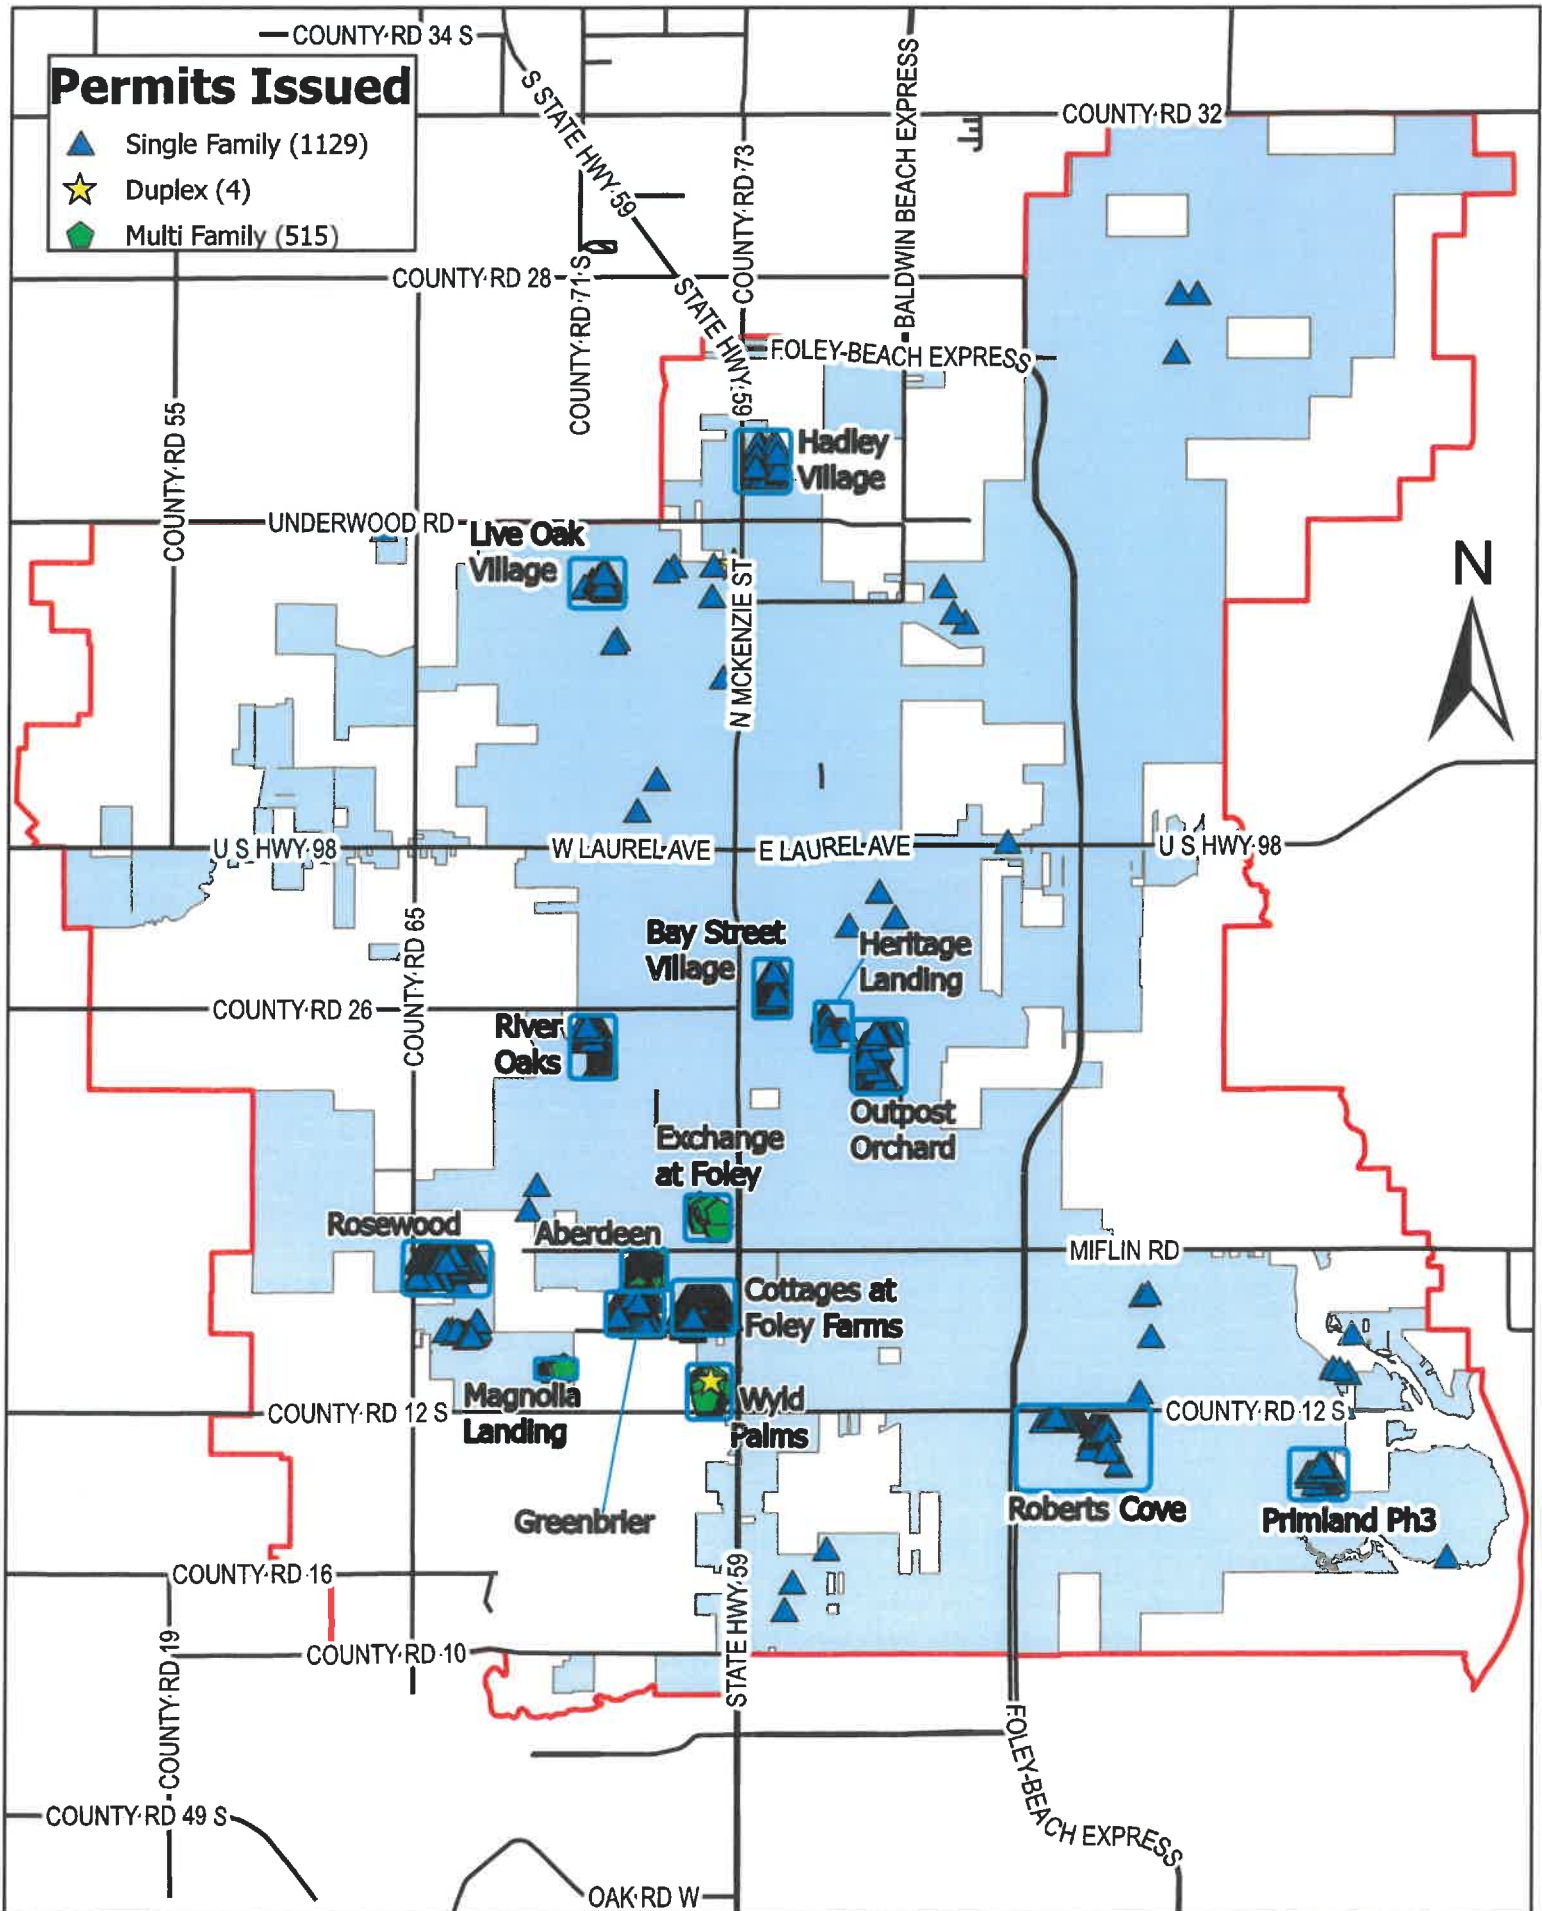 COUNTY RD 34 S
Permits Issued
Single Family (1129)
Duplex (4)
Multi Family (515)
S STATE HWY 59
COUNTY RD 73
BALDWIN BEACH EXPRESS
COUNTY RD 32
COUNTY RD 28
COUNTY RD 71 S
STATE HWY 59
FOLEY-BEACH EXPRESS
COUNTY RD 55
Hadley
Village
UNDERWOOD RD
Live Oak
Village
N
N MCKENZIE ST
U S HWY 98
W LAUREL AVE
E LAUREL AVE
U S HWY 98
COUNTY RD 65
Bay Street
Village
Heritage
Landing
COUNTY RD 26
River
Oaks
Outpost
Orchard
Exchange
at Foley
Rosewood
Aberdeen
MIFLIN RD
Cottages at
Foley Farms
Magnolia
Landing
Wyld
Palms
COUNTY RD 12 S
COUNTY RD 12 S
Greenbrier
Roberts Cove
Primland Ph3
COUNTY RD 16
STATE HWY 59
COUNTY RD 19
COUNTY RD 10
FOLEY-BEACH EXPRESS
COUNTY RD 49 S
OAK RD W